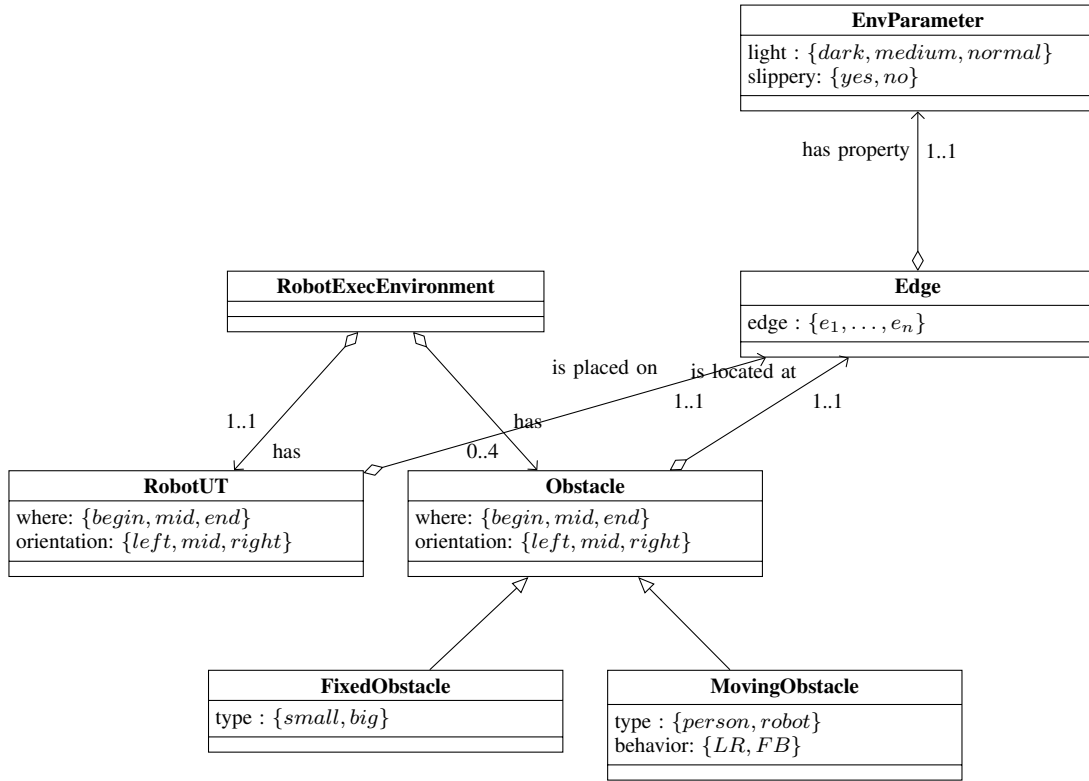 EnvParameter
light : {dark, medium, normal}
slippery: {yes, no}
has property
1..1
RobotExecEnvironment
Edge
edge : {e₁, . . . , eₙ}
is placed on
is located at
1..1
1..1
1..1
has
has
0..4
RobotUT
where: {begin, mid, end}
orientation: {left, mid, right}
Obstacle
where: {begin, mid, end}
orientation: {left, mid, right}
FixedObstacle
type : {small, big}
MovingObstacle
type : {person, robot}
behavior: {LR, FB}